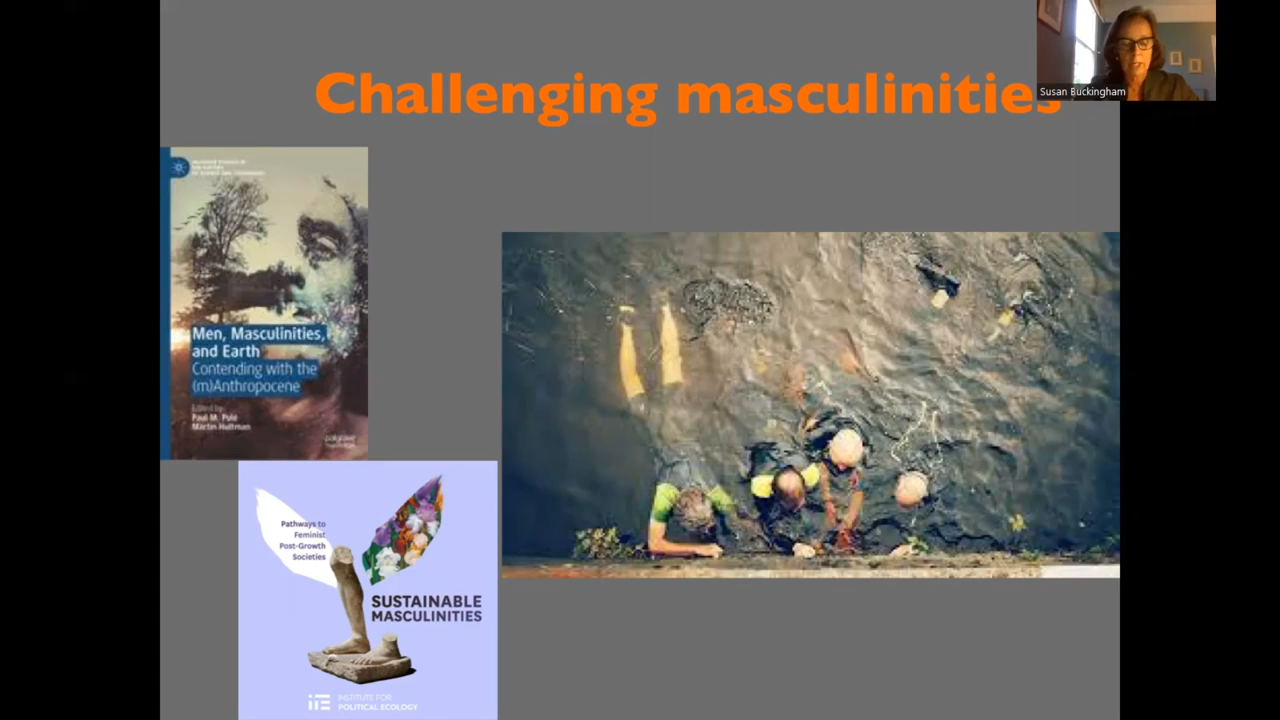 Challenging masculinities
Susan Buckingham
Men, Masculinities,
and Earth
Contending with the
(m)Anthropocene
Edited by
Paul M. Pulé
Martin Hultman
palgrave
Pathways to
Feminist
Post-Growth
Societies
SUSTAINABLE
MASCULINITIES
INSTITUTE FOR
POLITICAL ECOLOGY